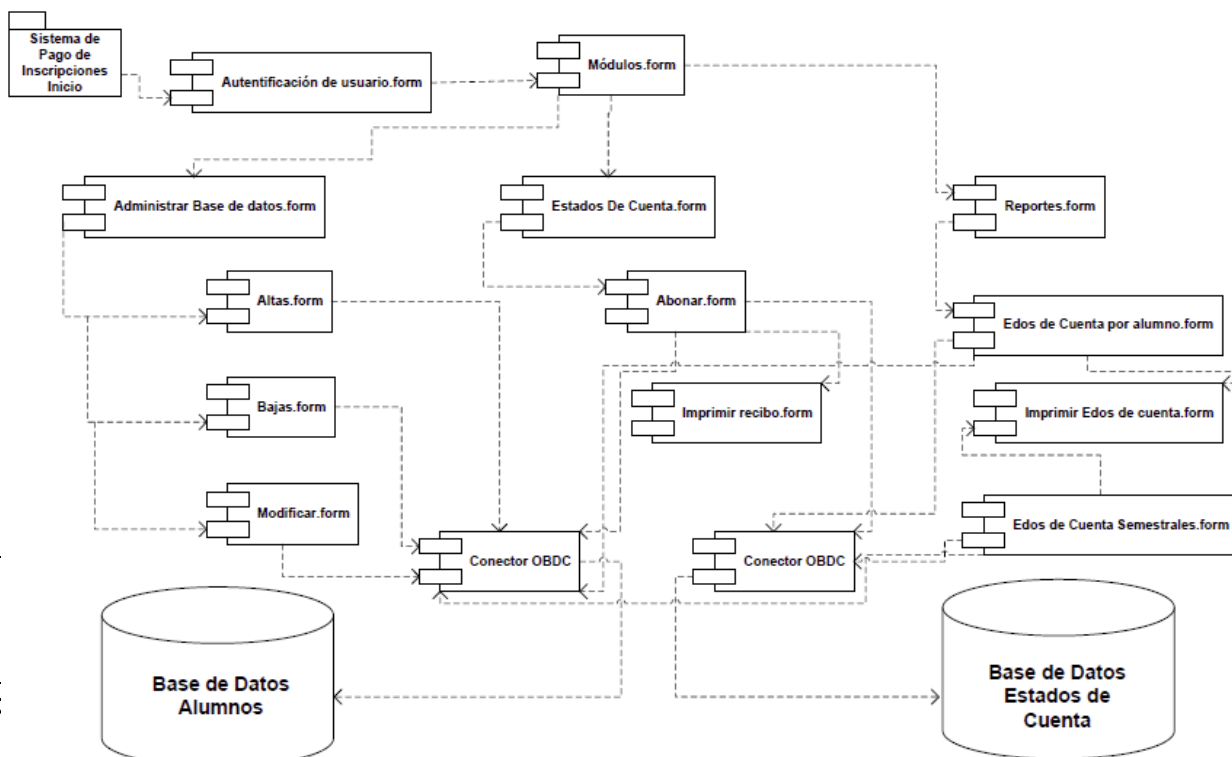 Sistema de
Pago de
Inscripciones
Inicio
Autentificación de usuario.form
Módulos.form
Administrar Base de datos.form
Estados De Cuenta.form
Reportes.form
Altas.form
Abonar.form
Edos de Cuenta por alumno.form
Bajas.form
Imprimir recibo.form
Imprimir Edos de cuenta.form
Modificar.form
Edos de Cuenta Semestrales.form
Conector OBDC
Conector OBDC
Base de Datos
Alumnos
Base de Datos
Estados de
Cuenta